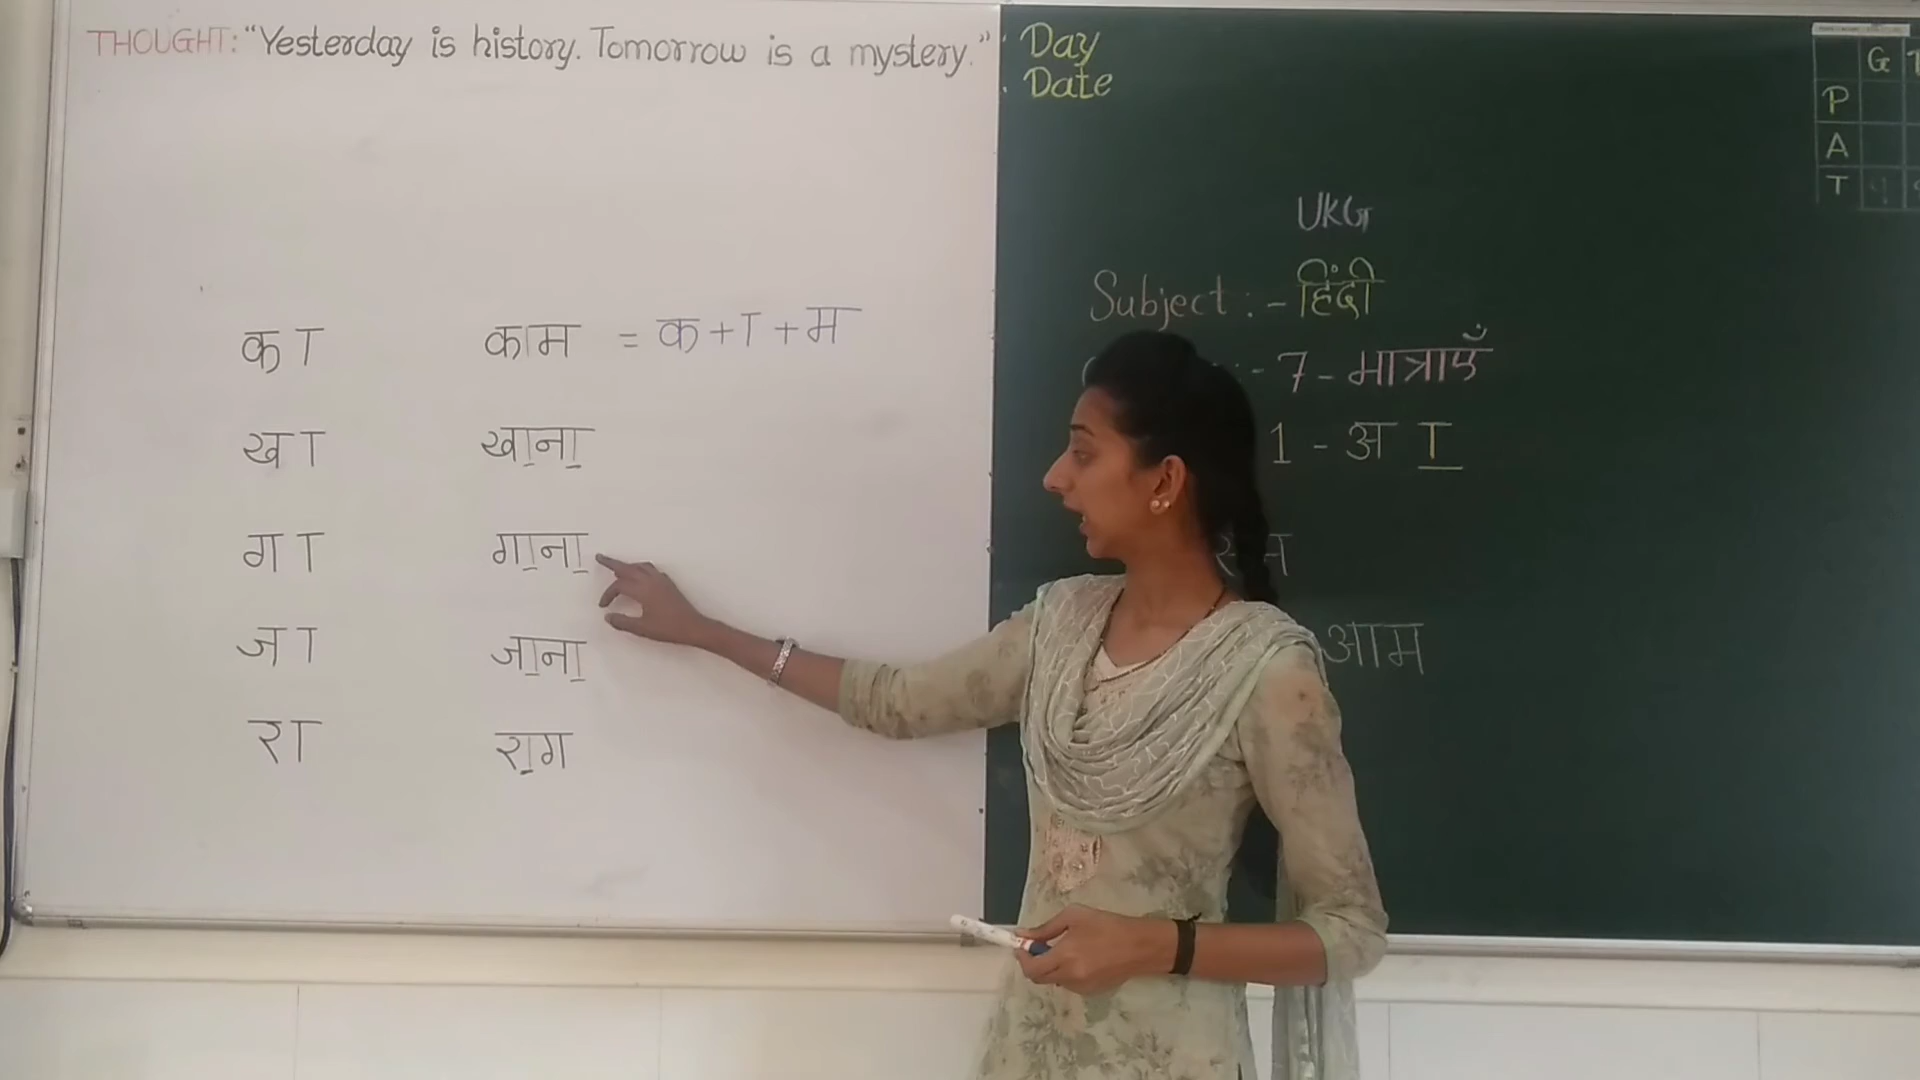 THOUGHT: "Yesterday is history. Tomorrow is a mystery."
क ा काम = क + ा + म
ख ा खाना
ग ा गाना
ज ा जाना
रा राग
Day
Date
G T
P
A
T
UKG
Subject :- हिंदी
:- 7 - मात्राएँ
1 - अ ा
आम